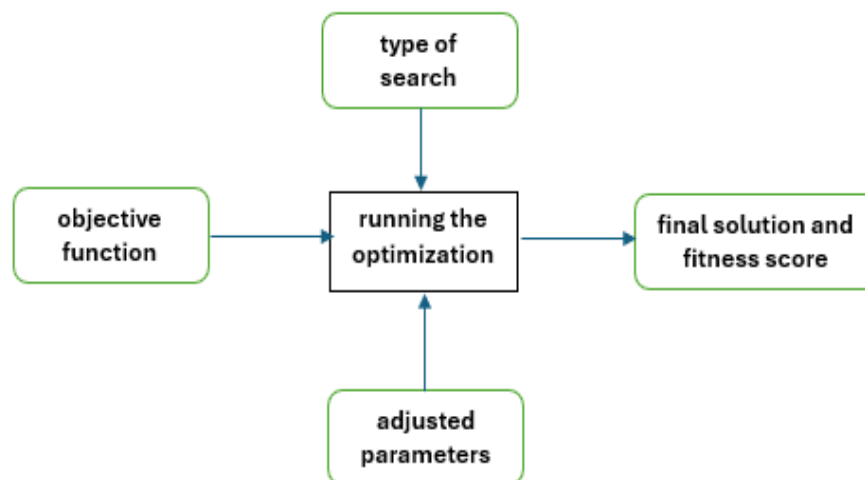 type of
search
objective
function
running the
optimization
final solution and
fitness score
adjusted
parameters